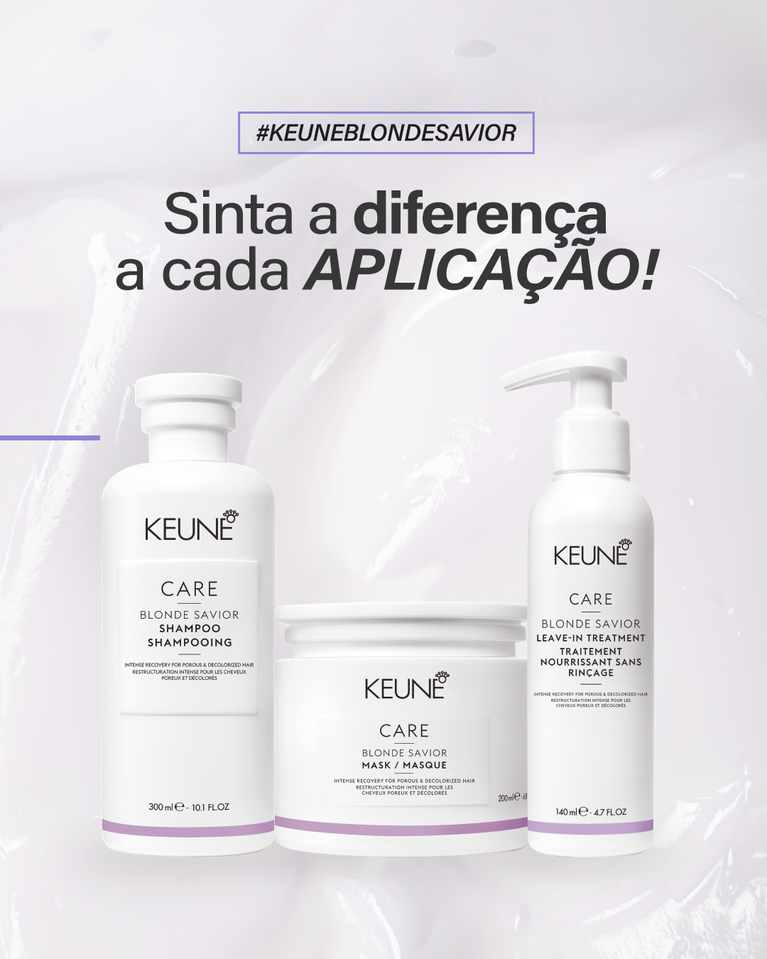 #KEUNEBLONDESAVIOR
Sinta a diferença
a cada APLICAÇÃO!
KEUNE
CARE
BLONDE SAVIOR
SHAMPOO
SHAMPOOING
INTENSE RECOVERY FOR POROUS & DECOLORIZED HAIR
RESTRUCTURATION INTENSE POUR LES CHEVEUX
POREUX ET DÉCOLORÉS
300 ml ℮ - 10.1 FL.OZ
KEUNE
CARE
BLONDE SAVIOR
MASK / MASQUE
INTENSE RECOVERY FOR POROUS & DECOLORIZED HAIR
RESTRUCTURATION INTENSE POUR LES
CHEVEUX POREUX ET DÉCOLORÉS
200 ml ℮ -
KEUNE
CARE
BLONDE SAVIOR
LEAVE-IN TREATMENT
TRAITEMENT
NOURRISSANT SANS
RINÇAGE
INTENSE RECOVERY FOR POROUS & DECOLORIZED HAIR
RESTRUCTURATION INTENSE POUR LES
CHEVEUX POREUX ET DÉCOLORÉS
140 ml ℮ - 4.7 FL.OZ